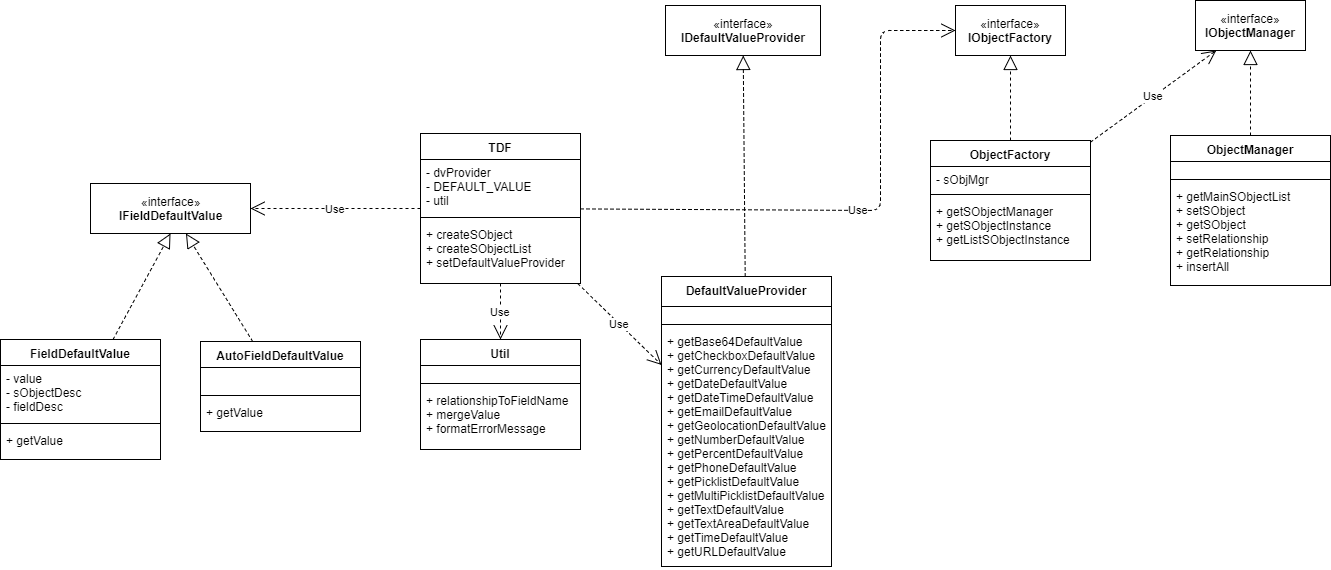 «interface»
IDefaultValueProvider
«interface»
IObjectFactory
«interface»
IObjectManager
Use
TDF
- dvProvider
- DEFAULT_VALUE
- util
+ createSObject
+ createSObjectList
+ setDefaultValueProvider
ObjectFactory
- sObjMgr
+ getSObjectManager
+ getSObjectInstance
+ getListSObjectInstance
ObjectManager
+ getMainSObjectList
+ setSObject
+ getSObject
+ setRelationship
+ getRelationship
+ insertAll
«interface»
IFieldDefaultValue
Use
Use
Use
Use
DefaultValueProvider
+ getBase64DefaultValue
+ getCheckboxDefaultValue
+ getCurrencyDefaultValue
+ getDateDefaultValue
+ getDateTimeDefaultValue
+ getEmailDefaultValue
+ getGeolocationDefaultValue
+ getNumberDefaultValue
+ getPercentDefaultValue
+ getPhoneDefaultValue
+ getPicklistDefaultValue
+ getMultiPicklistDefaultValue
+ getTextDefaultValue
+ getTextAreaDefaultValue
+ getTimeDefaultValue
+ getURLDefaultValue
FieldDefaultValue
- value
- sObjectDesc
- fieldDesc
+ getValue
AutoFieldDefaultValue
+ getValue
Util
+ relationshipToFieldName
+ mergeValue
+ formatErrorMessage